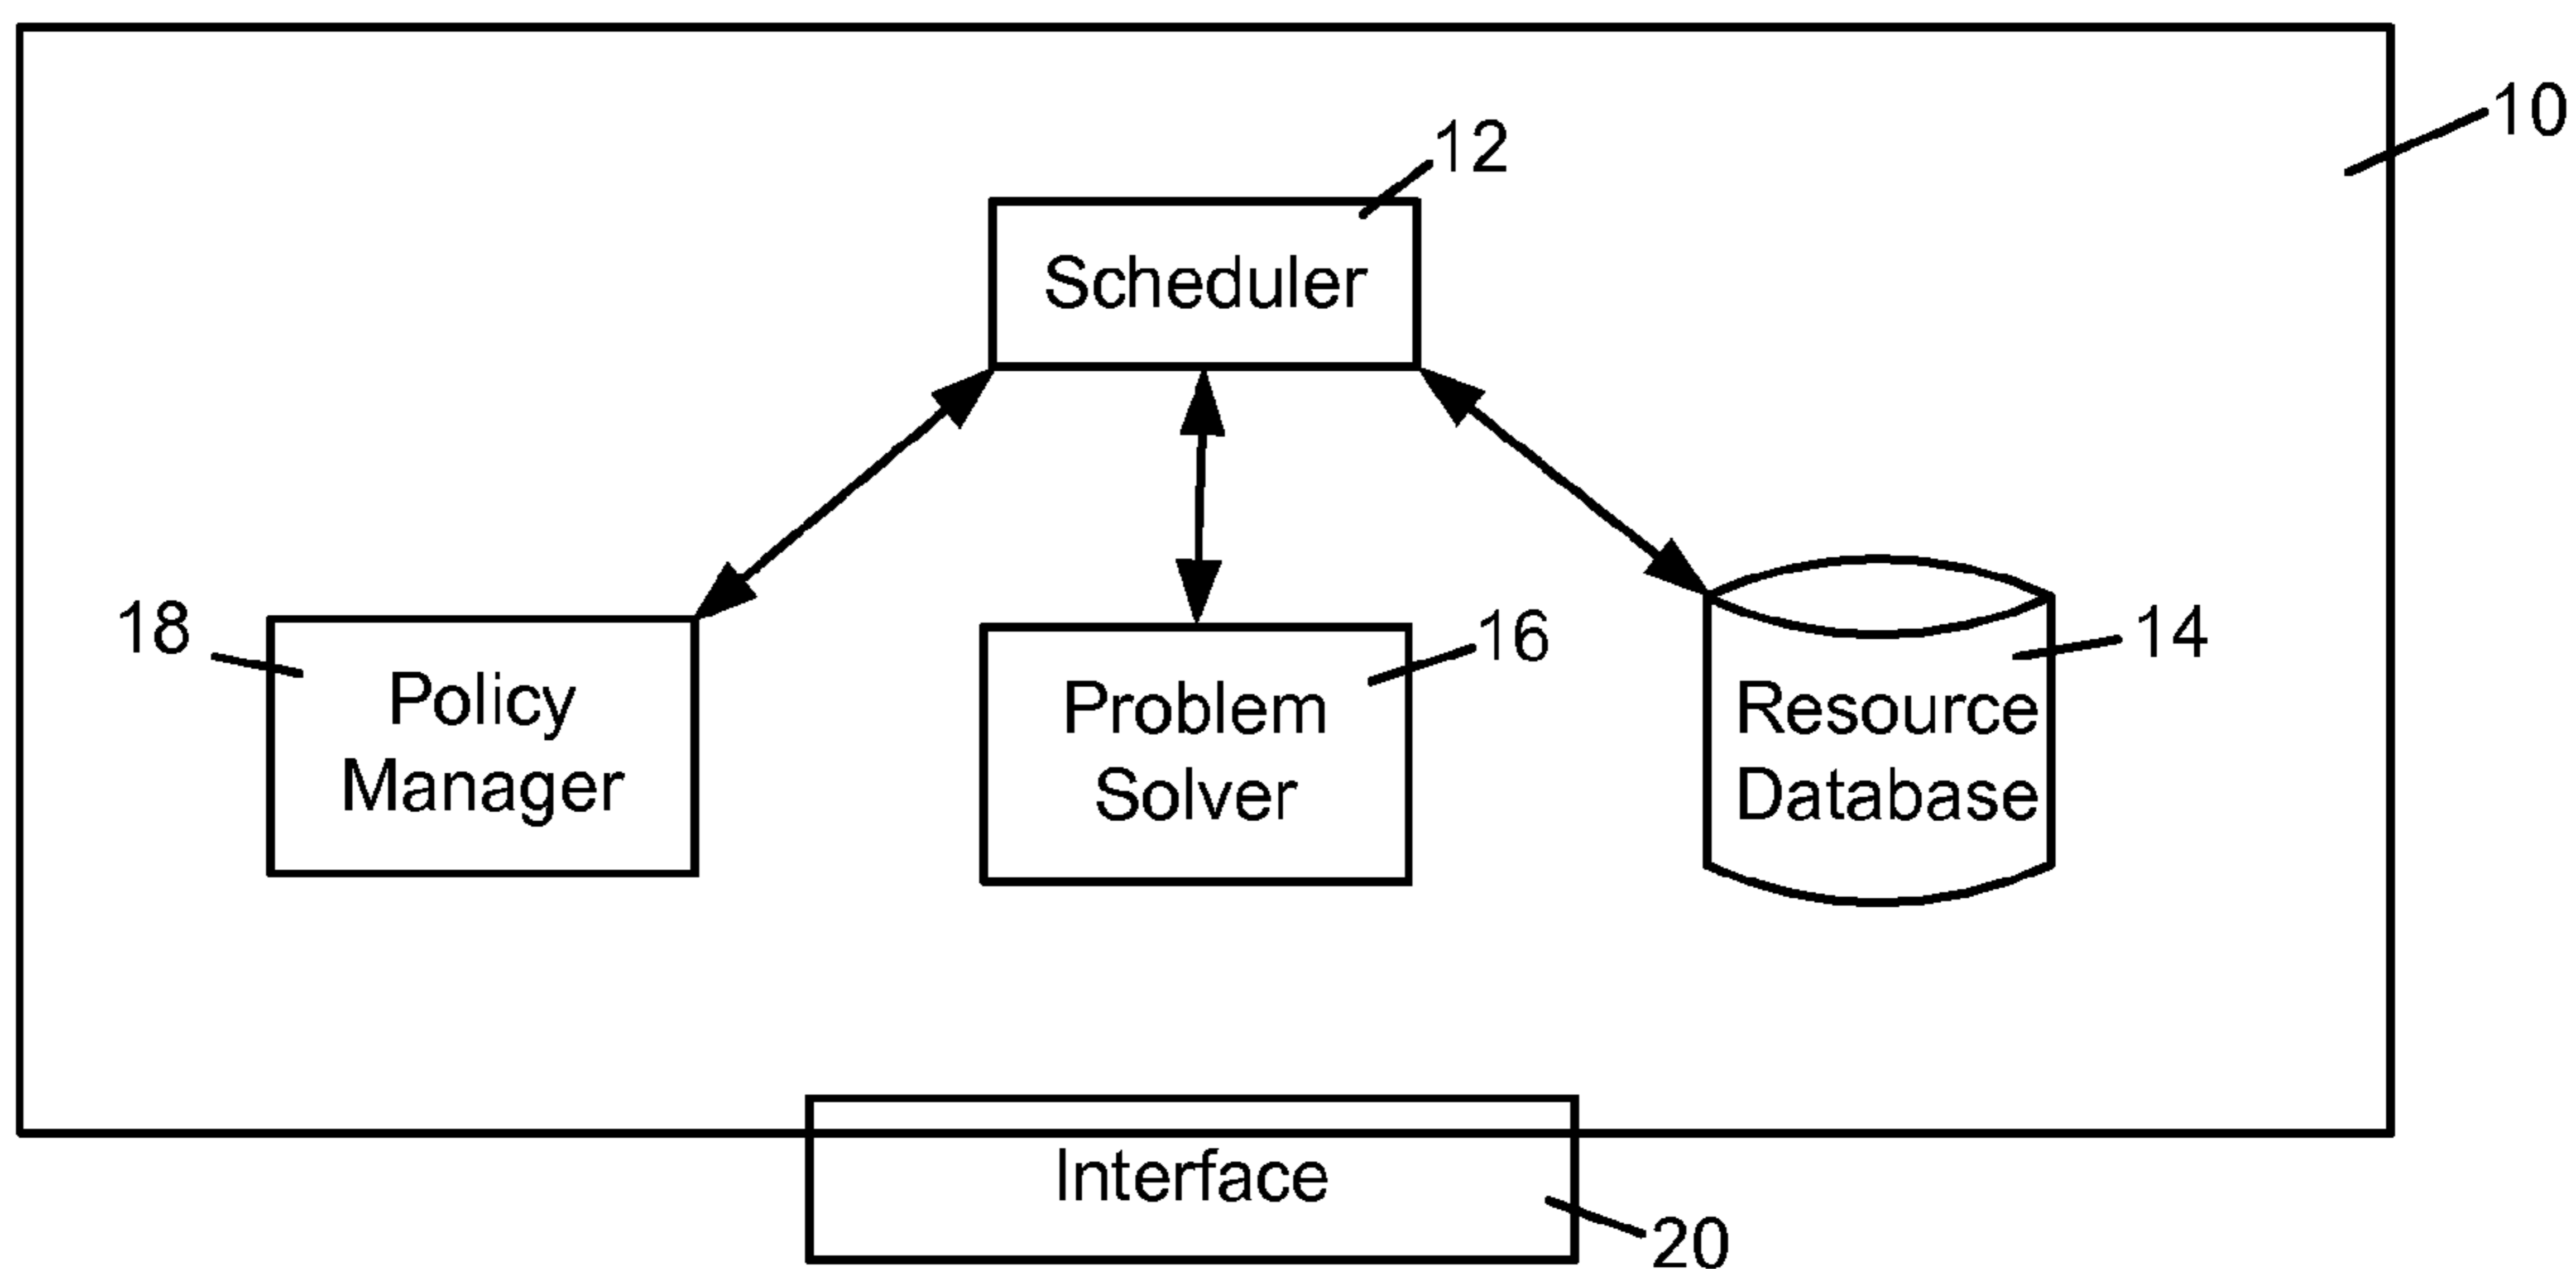 10
12
Scheduler
18
Policy
Manager
16
Problem
Solver
14
Resource
Database
Interface
20